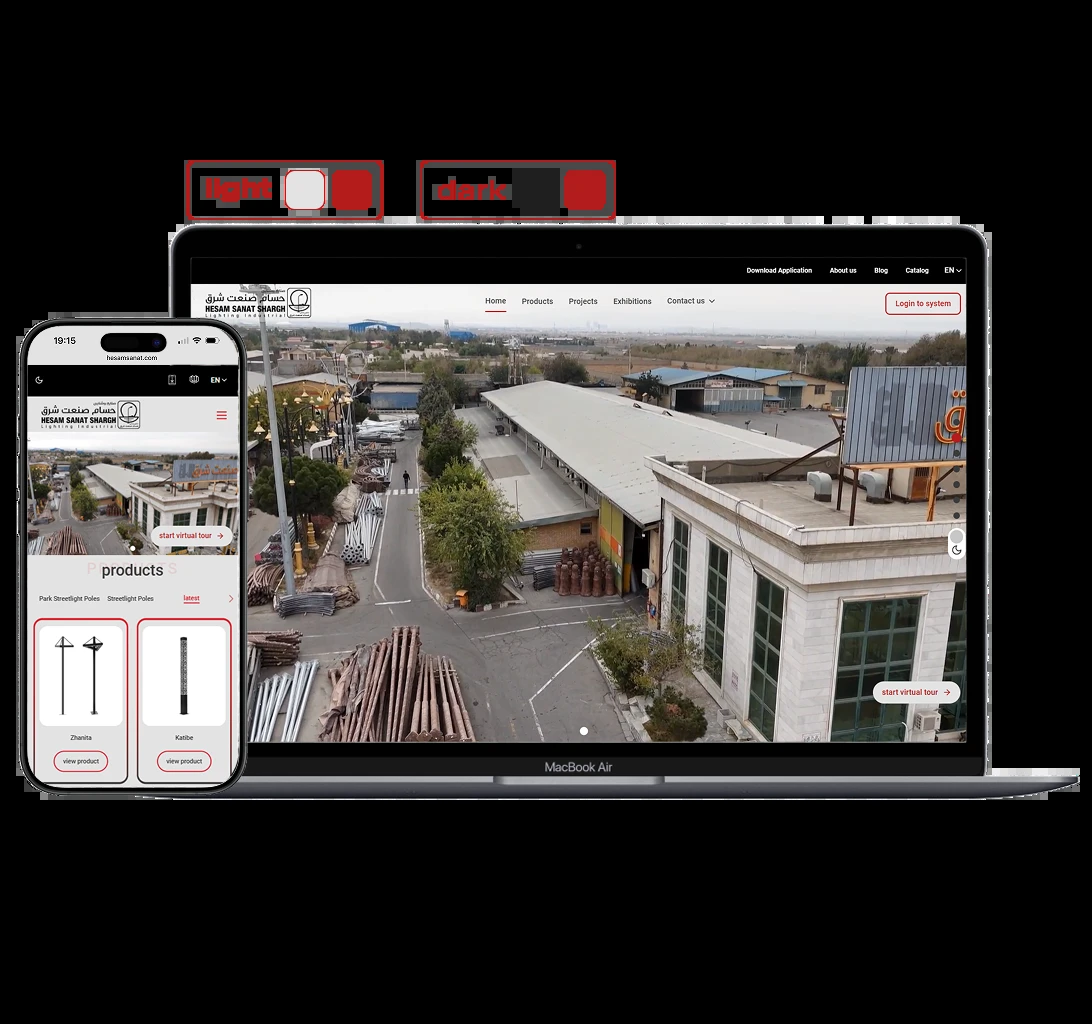 light
dark
Download Application About us Blog Catalog EN
حسام صنعت شرق
HESAM SANAT SHARGH
Lighting Industrial
Home Products Projects Exhibitions Contact us
Login to system
start virtual tour
MacBook Air
19:15
hesamsanat.com
EN
حسام صنعت شرق
HESAM SANAT SHARGH
Lighting Industrial
start virtual tour
products
Park Streetlight Poles Streetlight Poles latest
Zhanita Katibe
view product view product